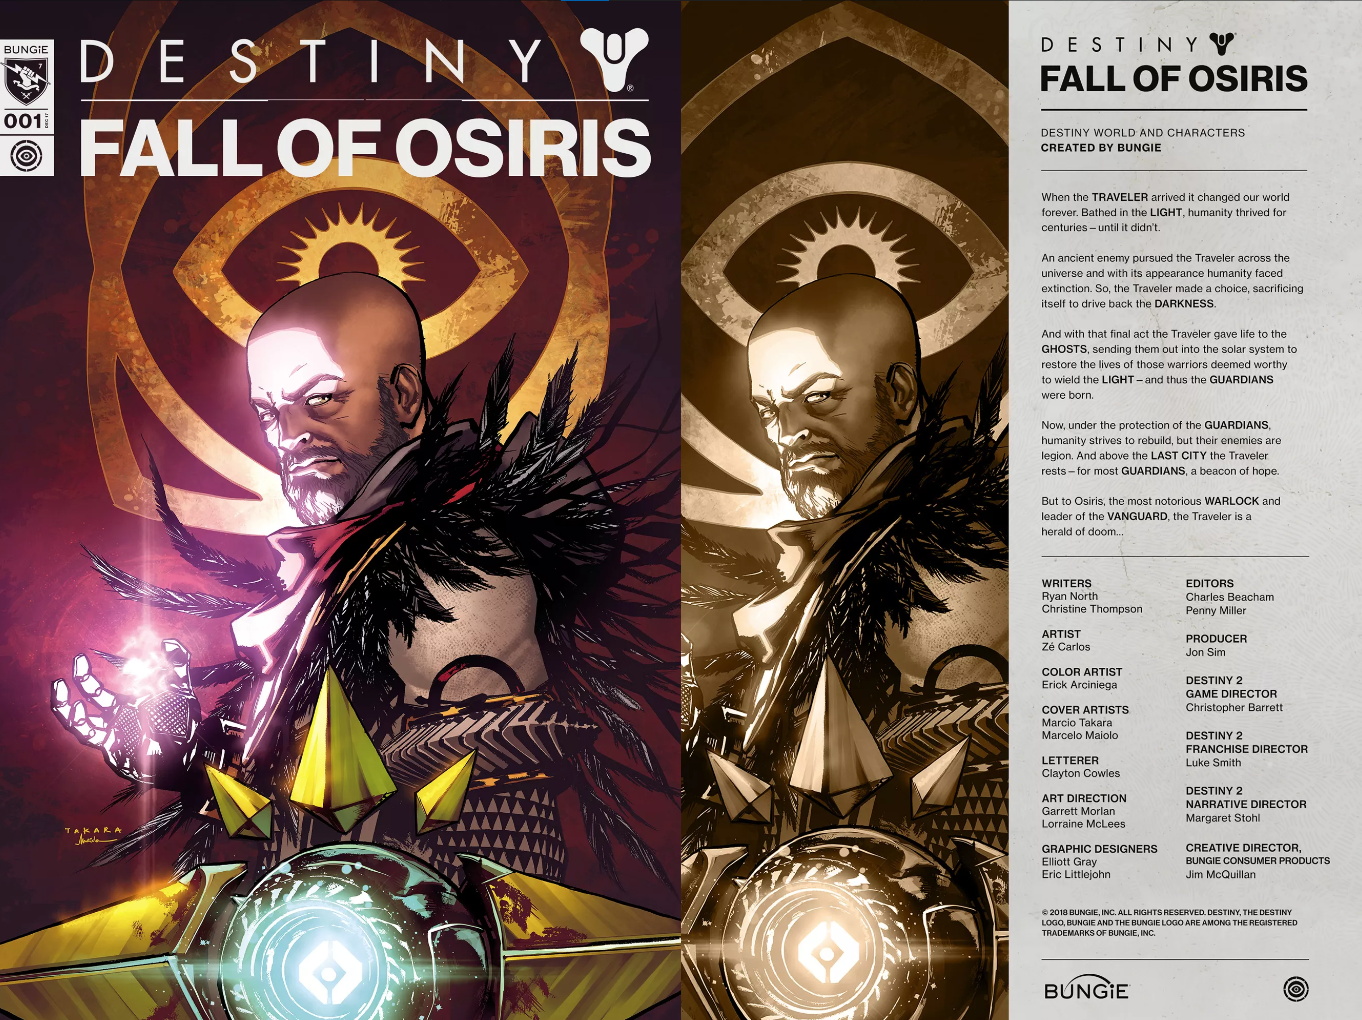 BUNGiE
7
001
DEC 17
DESTINY
®
FALL OF OSIRIS
TAKARA
DESTINY
FALL OF OSIRIS
DESTINY WORLD AND CHARACTERS
CREATED BY BUNGIE
When the TRAVELER arrived it changed our world
forever. Bathed in the LIGHT, humanity thrived for
centuries – until it didn't.
An ancient enemy pursued the Traveler across the
universe and with its appearance humanity faced
extinction. So, the Traveler made a choice, sacrificing
itself to drive back the DARKNESS.
And with that final act the Traveler gave life to the
GHOSTS, sending them out into the solar system to
restore the lives of those warriors deemed worthy
to wield the LIGHT – and thus the GUARDIANS
were born.
Now, under the protection of the GUARDIANS,
humanity strives to rebuild, but their enemies are
legion. And above the LAST CITY the Traveler
rests – for most GUARDIANS, a beacon of hope.
But to Osiris, the most notorious WARLOCK and
leader of the VANGUARD, the Traveler is a
herald of doom...
WRITERS
Ryan North
Christine Thompson
ARTIST
Zé Carlos
COLOR ARTIST
Erick Arciniega
COVER ARTISTS
Marcio Takara
Marcelo Maiolo
LETTERER
Clayton Cowles
ART DIRECTION
Garrett Morlan
Lorraine McLees
GRAPHIC DESIGNERS
Elliott Gray
Eric Littlejohn
EDITORS
Charles Beacham
Penny Miller
PRODUCER
Jon Sim
DESTINY 2
GAME DIRECTOR
Christopher Barrett
DESTINY 2
FRANCHISE DIRECTOR
Luke Smith
DESTINY 2
NARRATIVE DIRECTOR
Margaret Stohl
CREATIVE DIRECTOR,
BUNGIE CONSUMER PRODUCTS
Jim McQuillan
© 2018 BUNGIE, INC. ALL RIGHTS RESERVED. DESTINY, THE DESTINY
LOGO, BUNGIE AND THE BUNGIE LOGO ARE AMONG THE REGISTERED
TRADEMARKS OF BUNGIE, INC.
BUNGiE